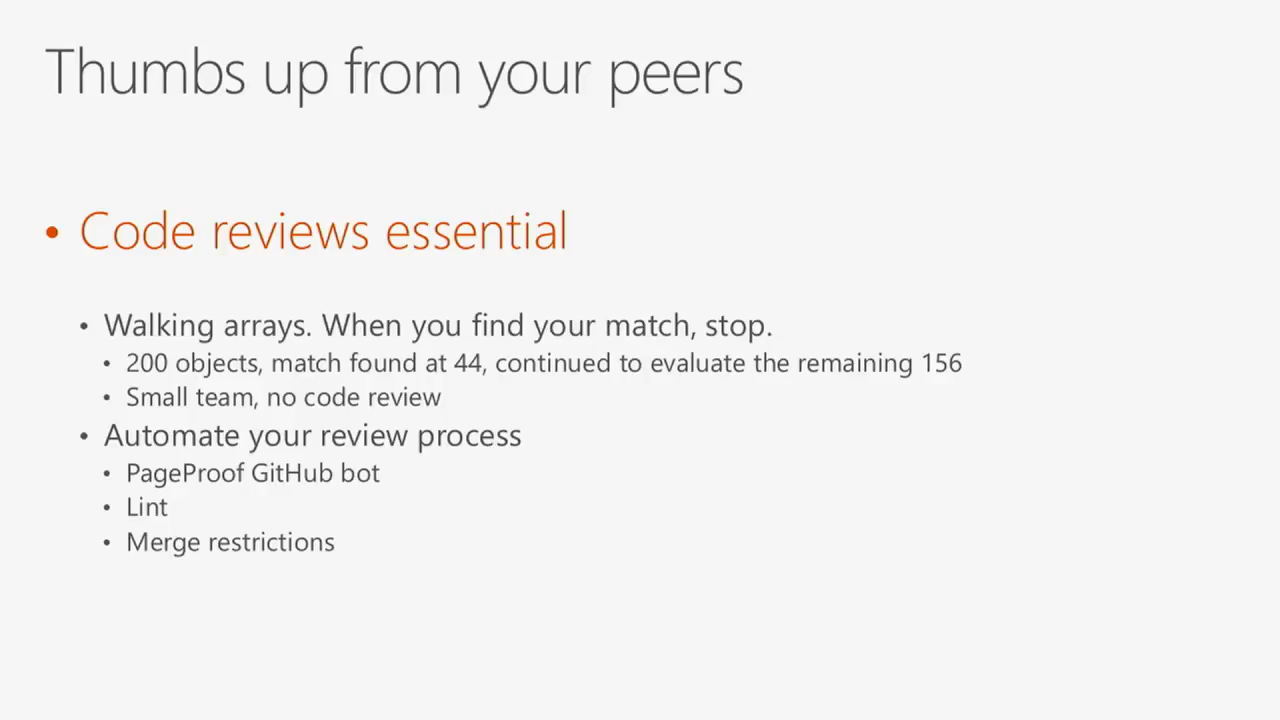 Thumbs up from your peers
• Code reviews essential
• Walking arrays. When you find your match, stop.
• 200 objects, match found at 44, continued to evaluate the remaining 156
• Small team, no code review
• Automate your review process
• PageProof GitHub bot
• Lint
• Merge restrictions